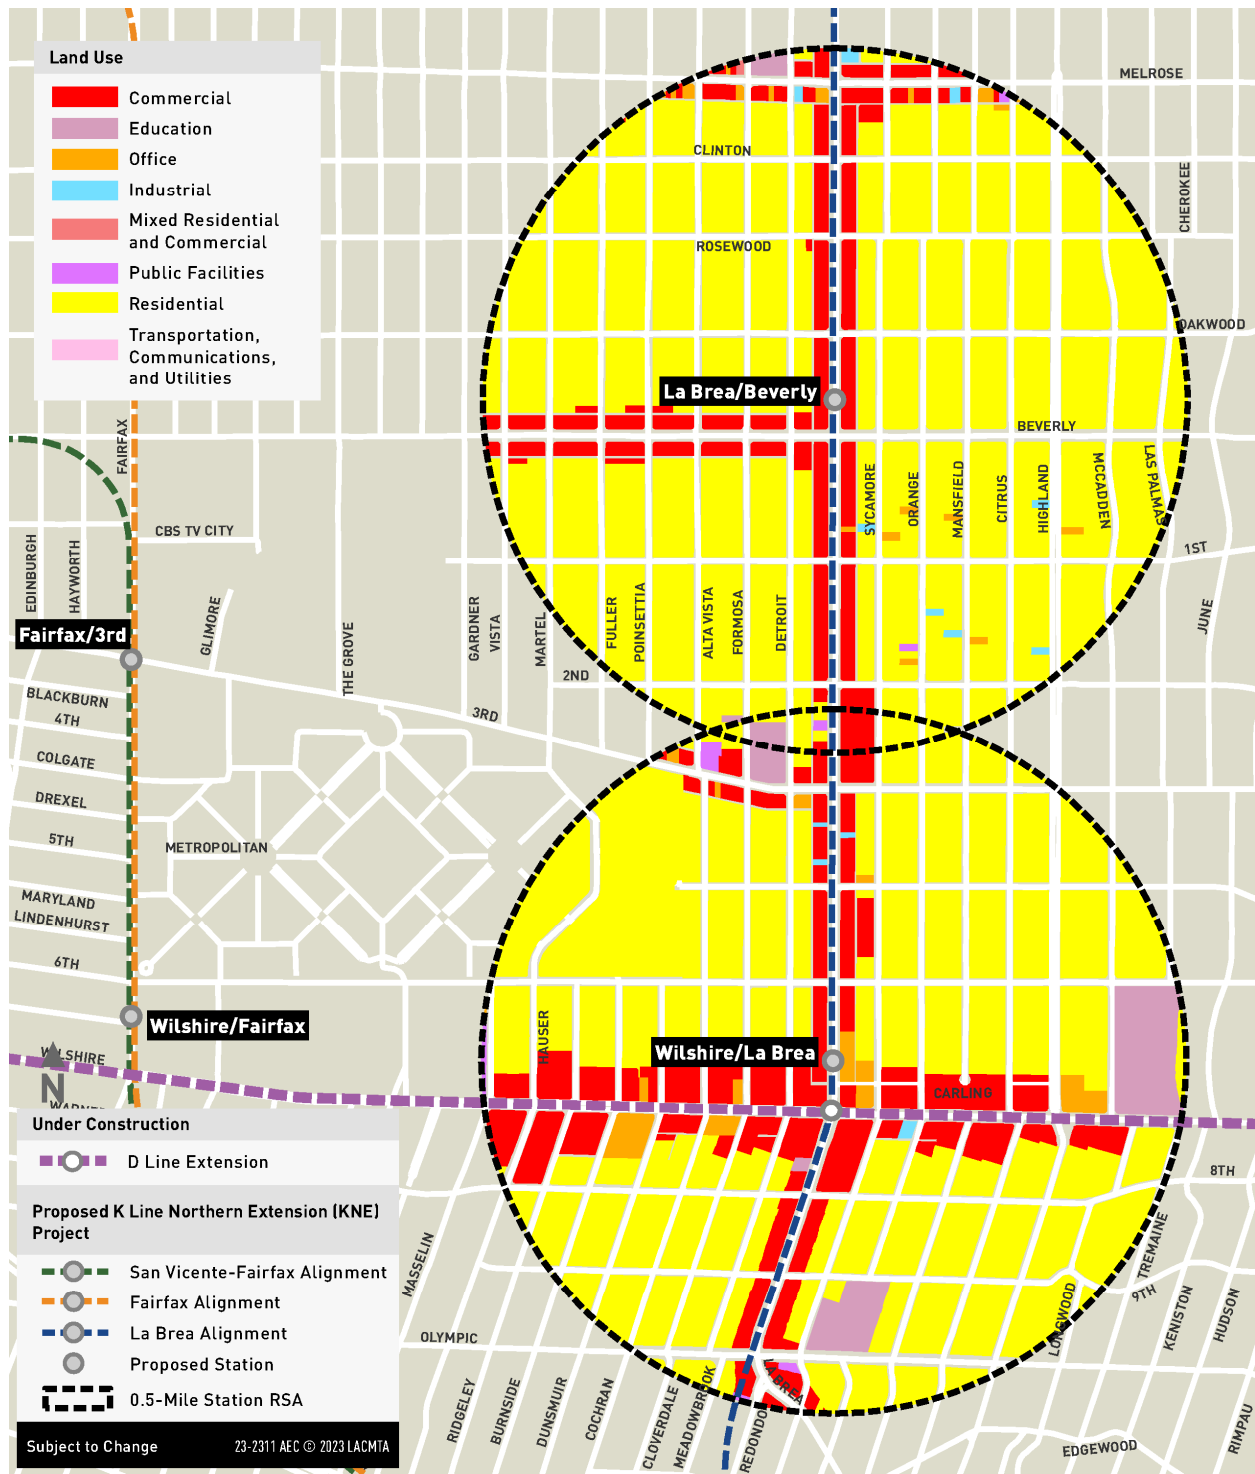 Land Use
Commercial
Education
Office
Industrial
Mixed Residential
and Commercial
Public Facilities
Residential
Transportation,
Communications,
and Utilities
MELROSE
CLINTON
CHEROKEE
ROSEWOOD
OAKWOOD
La Brea/Beverly
BEVERLY
FAIRFAX
SYCAMORE
ORANGE
MANSFIELD
CITRUS
HIGHLAND
MCCADDEN
LAS PALMAS
CBS TV CITY
1ST
EDINBURGH
HAYWORTH
GLIMORE
THE GROVE
GARDNER
VISTA
MARTEL
FULLER
POINSETTIA
ALTA VISTA
FORMOSA
DETROIT
JUNE
Fairfax/3rd
2ND
3RD
BLACKBURN
4TH
COLGATE
DREXEL
5TH
METROPOLITAN
MARYLAND
LINDENHURST
6TH
Wilshire/Fairfax
HAUSER
Wilshire/La Brea
WILSHIRE
N
CARLING
WARNER
Under Construction
D Line Extension
8TH
Proposed K Line Northern Extension (KNE)
Project
San Vicente-Fairfax Alignment
Fairfax Alignment
La Brea Alignment
Proposed Station
0.5-Mile Station RSA
Subject to Change
23-2311 AEC © 2023 LACMTA
MASSELIN
TREMAINE
9TH
LONGWOOD
KENISTON
HUDSON
OLYMPIC
LA BREA
RIDGELEY
BURNSIDE
DUNSMUIR
COCHRAN
CLOVERDALE
MEADOWBROOK
REDONDO
EDGEWOOD
RIMPAU